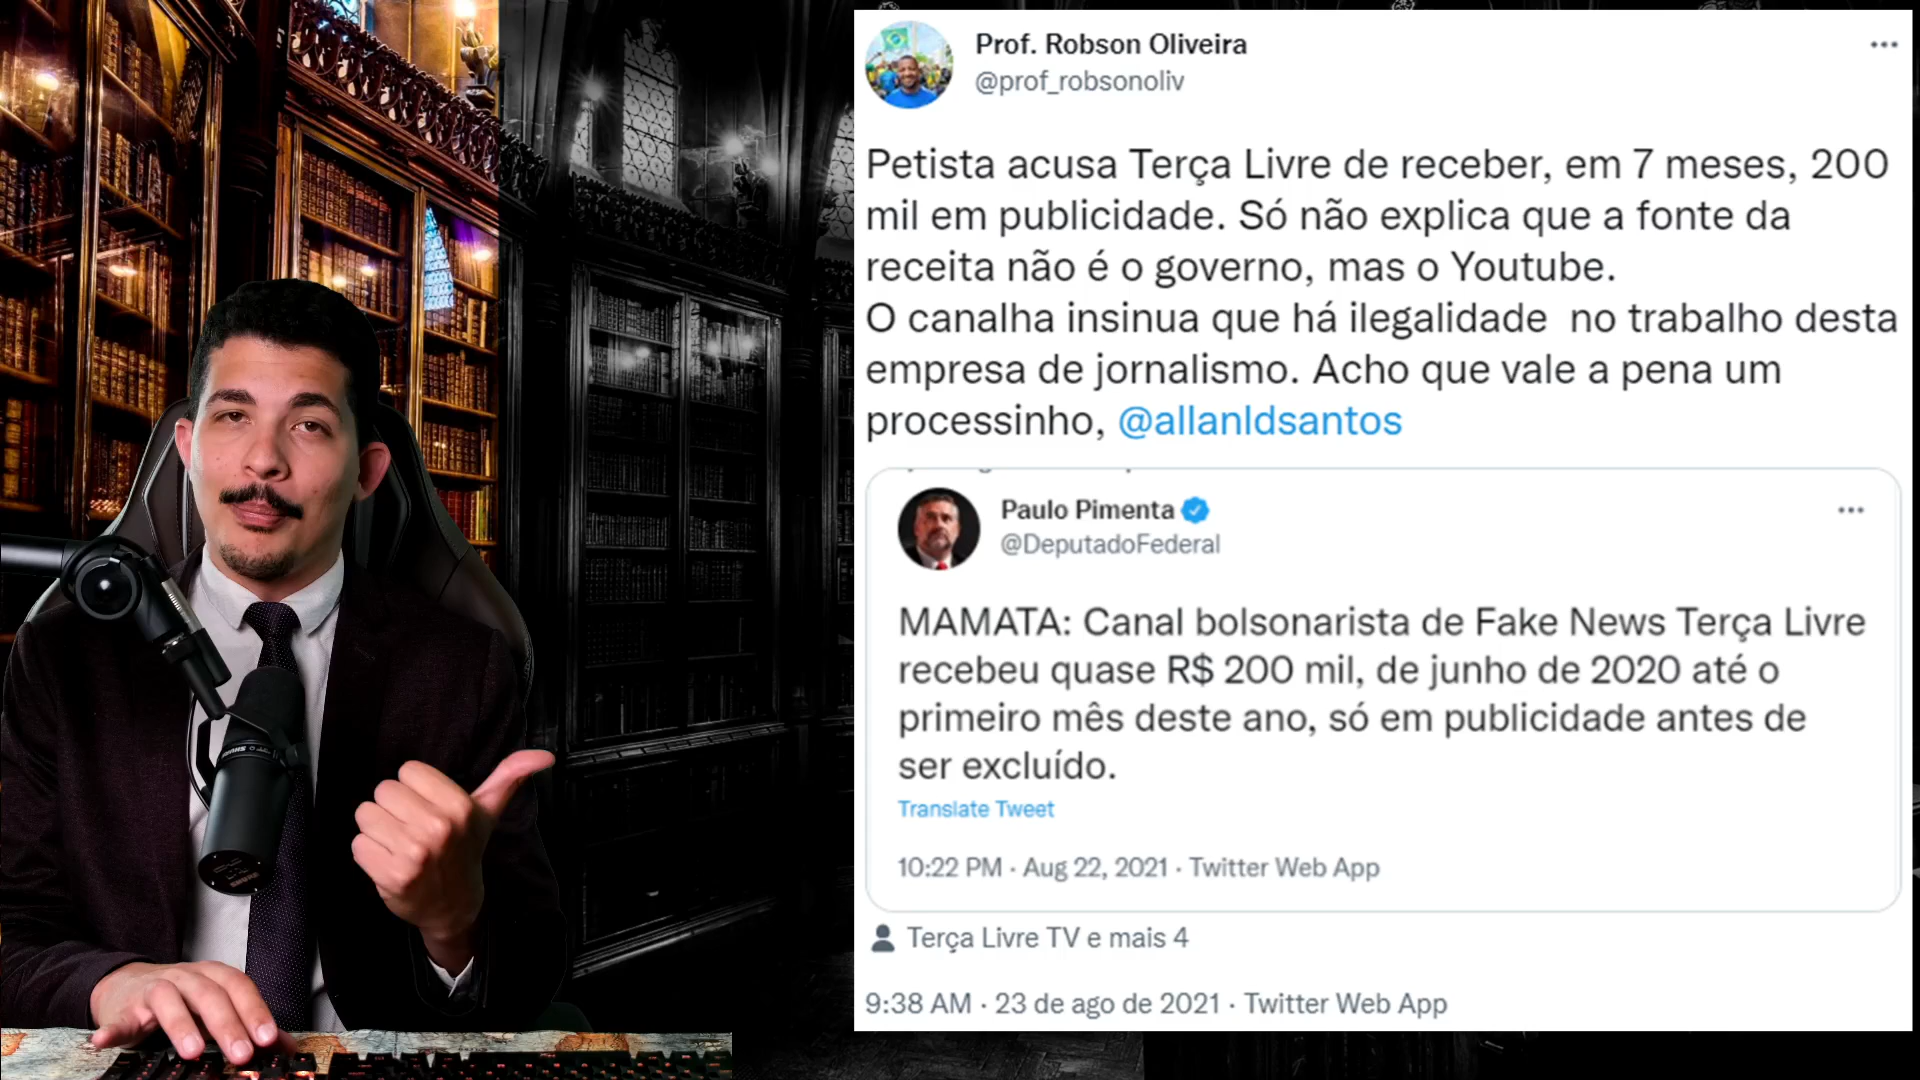 Prof. Robson Oliveira
@prof_robsonoliv
Petista acusa Terça Livre de receber, em 7 meses, 200
mil em publicidade. Só não explica que a fonte da
receita não é o governo, mas o Youtube.
O canalha insinua que há ilegalidade  no trabalho desta
empresa de jornalismo. Acho que vale a pena um
processinho, @allanldsantos
Paulo Pimenta
@DeputadoFederal
MAMATA: Canal bolsonarista de Fake News Terça Livre
recebeu quase R$ 200 mil, de junho de 2020 até o
primeiro mês deste ano, só em publicidade antes de
ser excluído.
Translate Tweet
10:22 PM · Aug 22, 2021 · Twitter Web App
Terça Livre TV e mais 4
9:38 AM · 23 de ago de 2021 · Twitter Web App